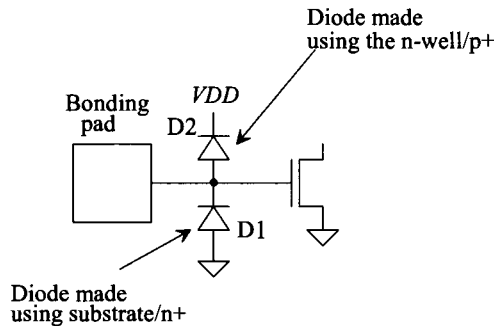 Diode made
using the n-well/p+
Bonding
pad
VDD
D2
D1
Diode made
using substrate/n+